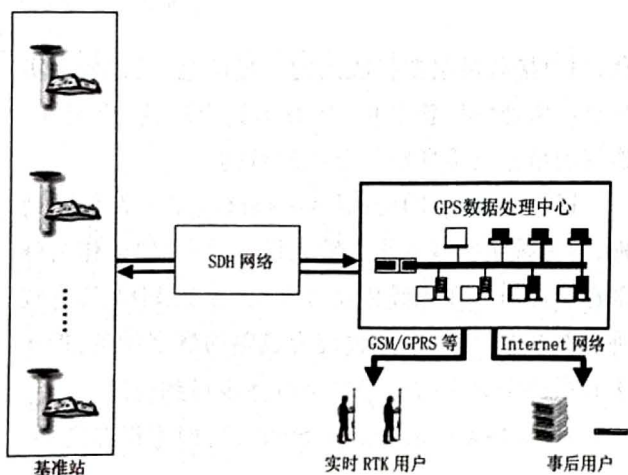 GPS数据处理中心
SDH 网络
GSM/GPRS 等
Internet 网络
基准站
实时 RTK 用户
事后用户